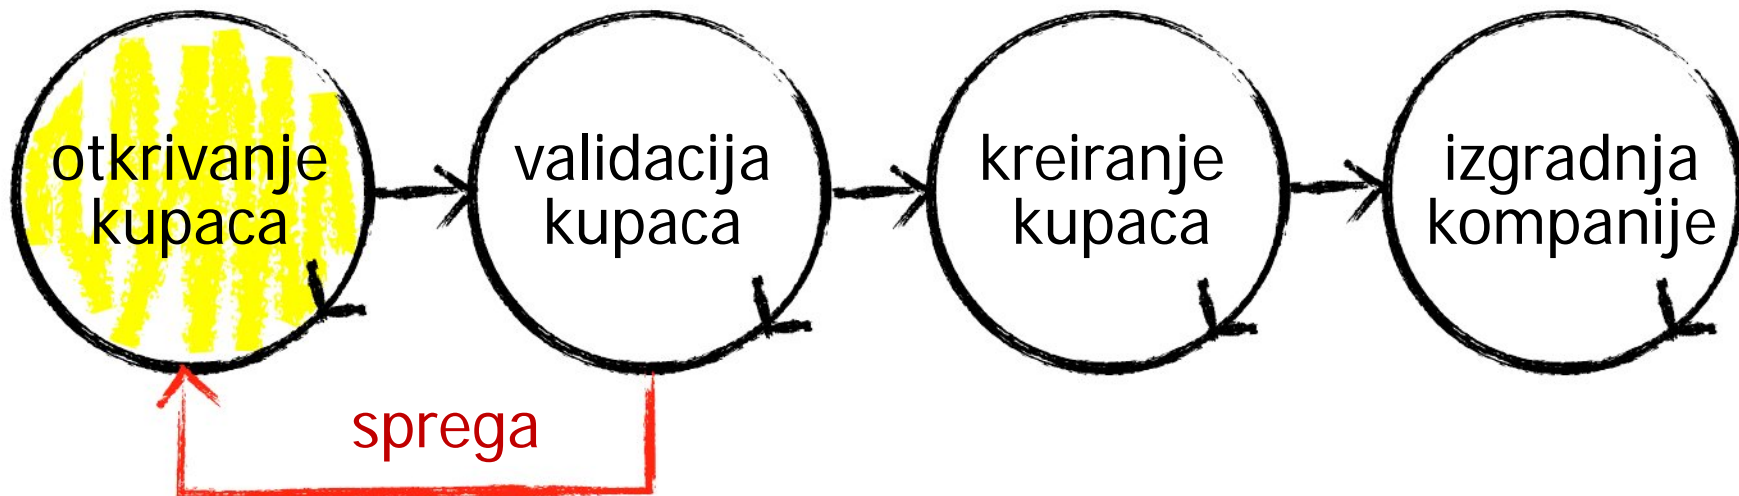 otkrivanje
kupaca
validacija
kupaca
kreiranje
kupaca
izgradnja
kompanije
sprega